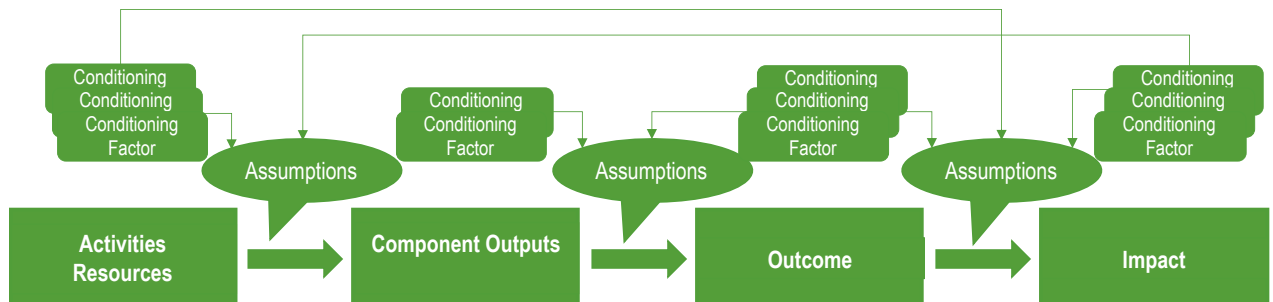 Conditioning
Conditioning
Conditioning
Factor
Conditioning
Conditioning
Factor
Conditioning
Conditioning
Conditioning
Factor
Conditioning
Conditioning
Conditioning
Factor
Assumptions
Assumptions
Assumptions
Activities
Resources
Component Outputs
Outcome
Impact